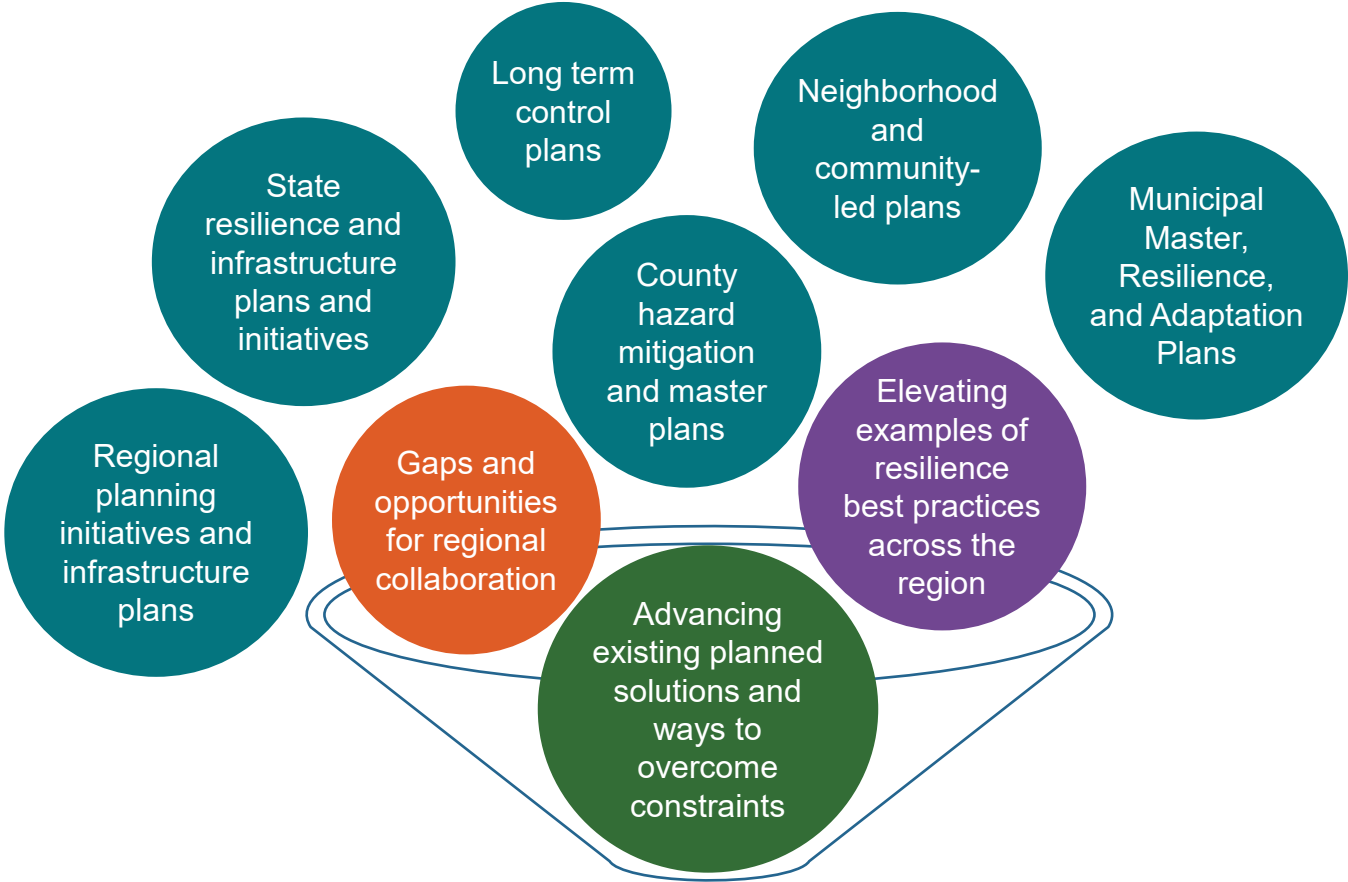 Long term
control
plans
Neighborhood
and
community-
led plans
State
resilience and
infrastructure
plans and
initiatives
Municipal
Master,
Resilience,
and Adaptation
Plans
County
hazard
mitigation
and master
plans
Regional
planning
initiatives and
infrastructure
plans
Gaps and
opportunities
for regional
collaboration
Elevating
examples of
resilience
best practices
across the
region
Advancing
existing planned
solutions and
ways to
overcome
constraints